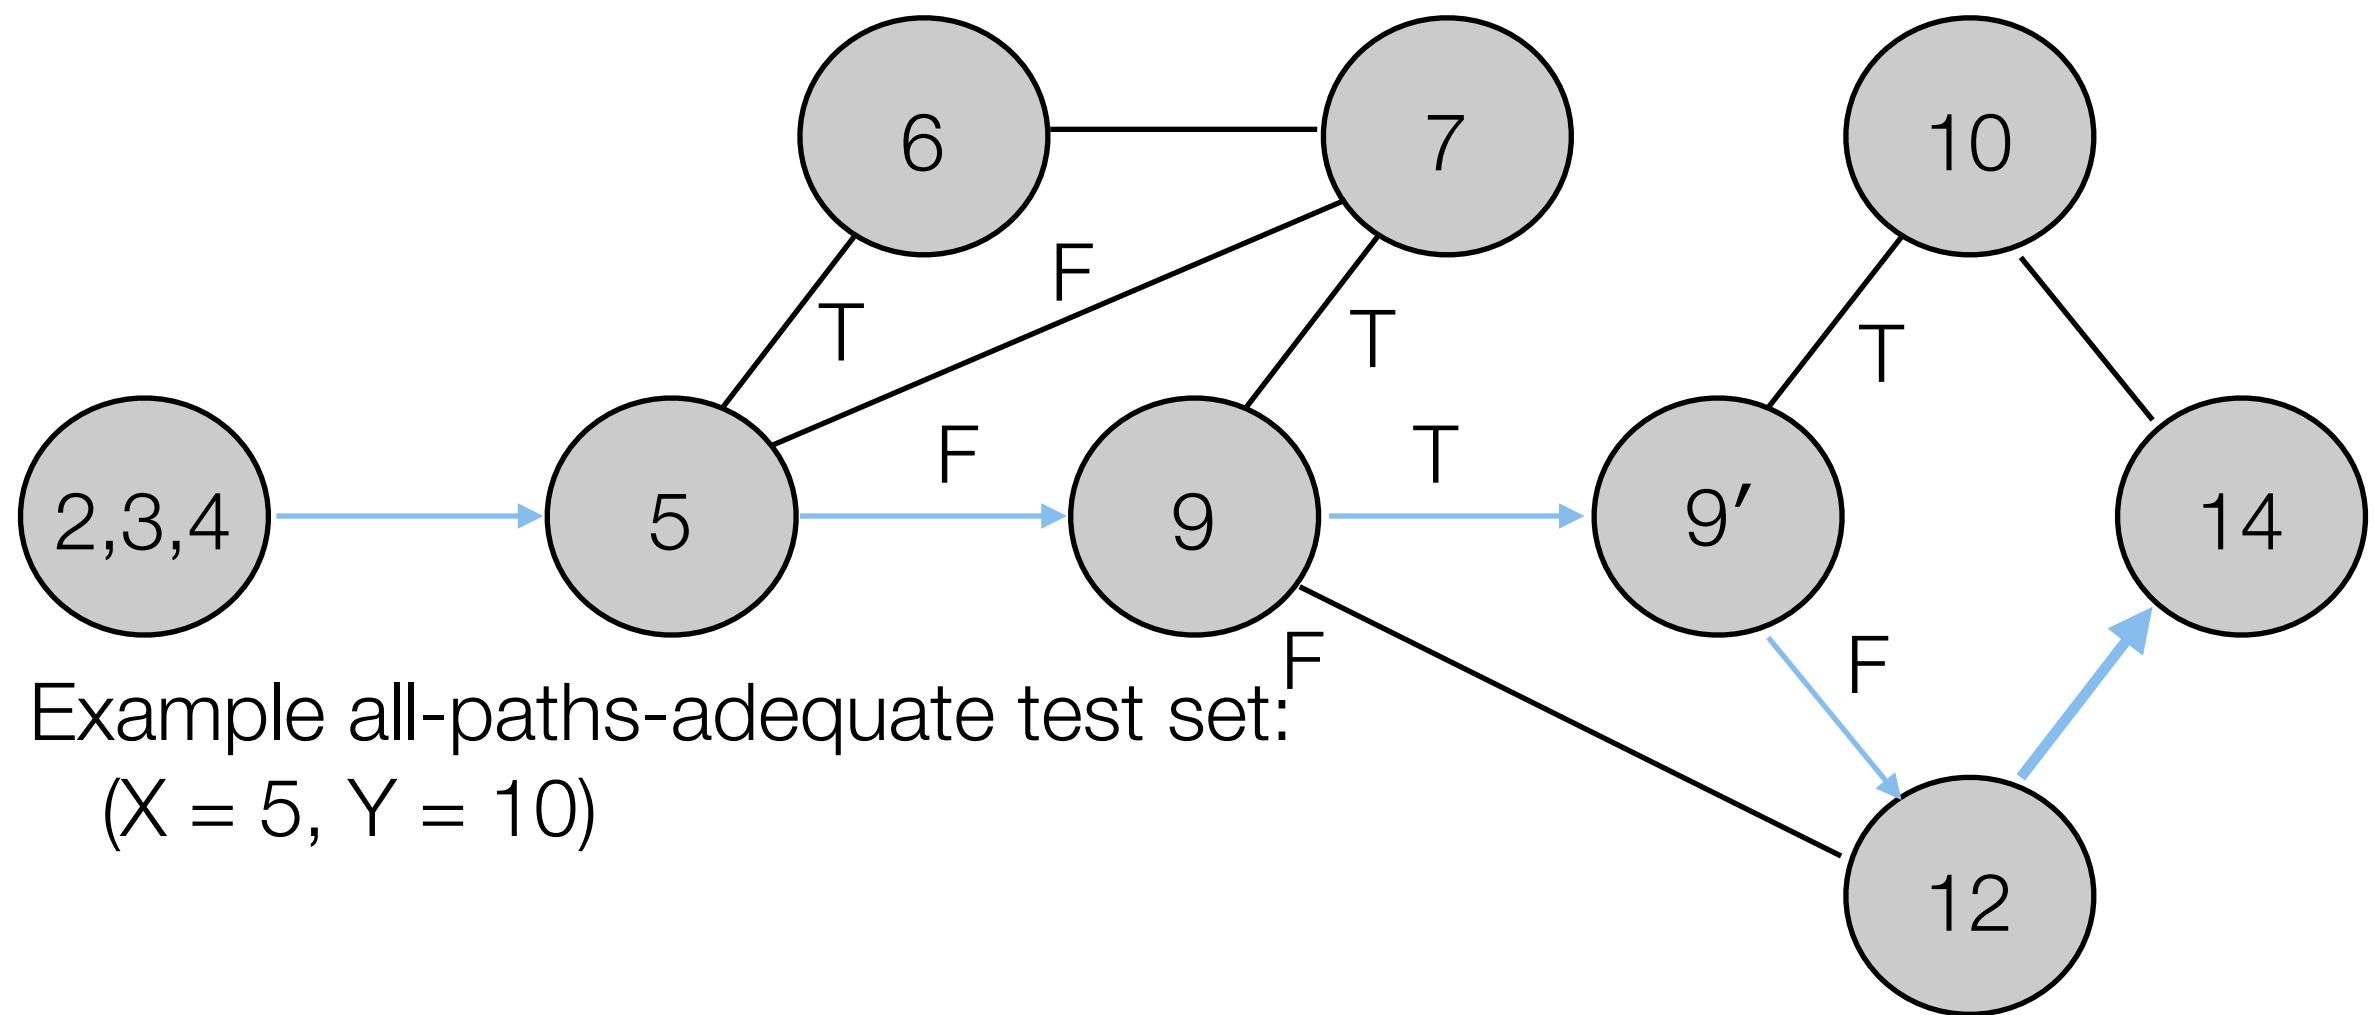 6
7
10
F
T
T
T
F
T
2,3,4
5
9
9′
14
F
F
Example all-paths-adequate test set:
(X = 5, Y = 10)
12